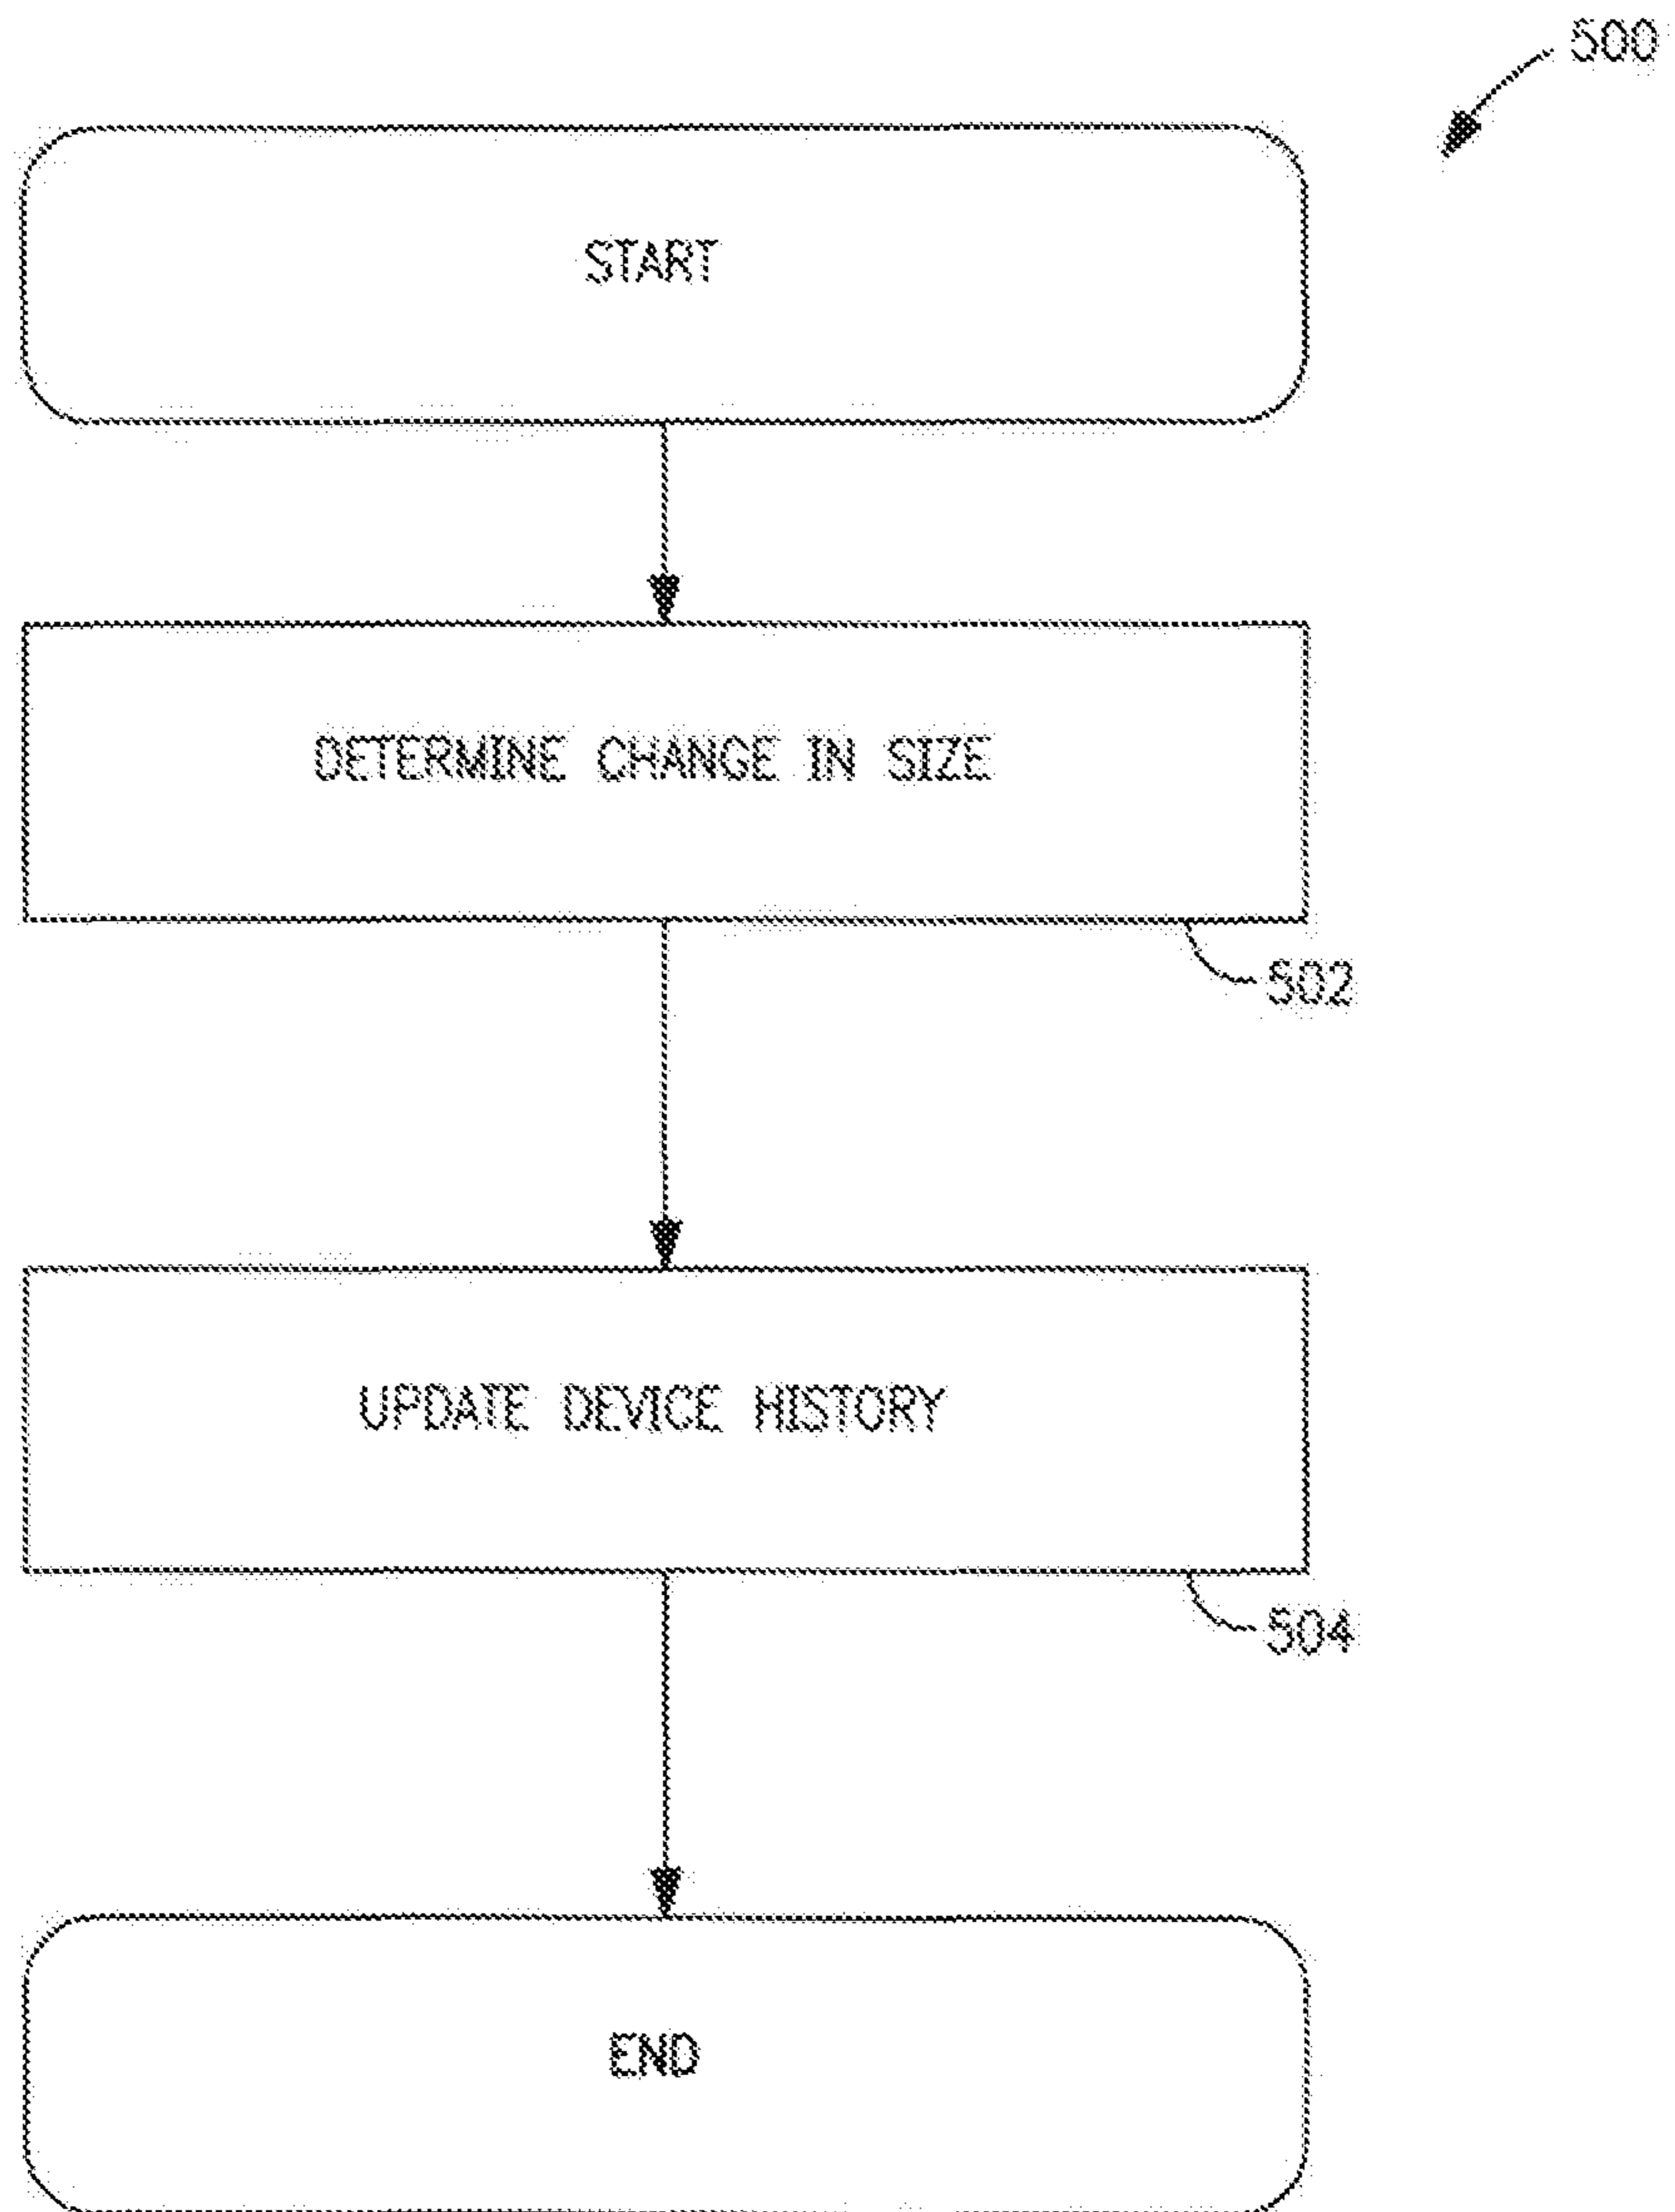 500
START
DETERMINE CHANGE IN SIZE
502
UPDATE DEVICE HISTORY
504
END